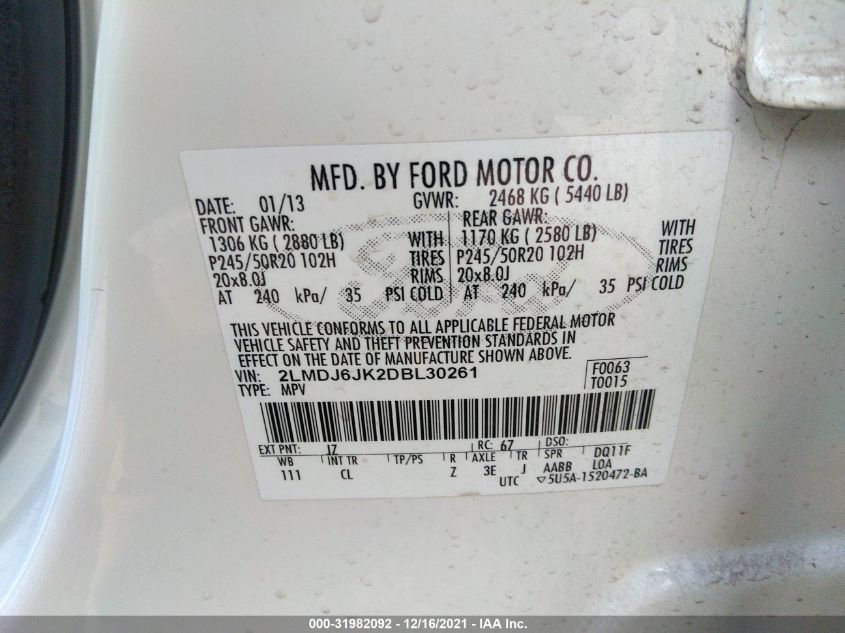 MFD. BY FORD MOTOR CO.
DATE: 01/13 GVWR: 2468 KG ( 5440 LB)
FRONT GAWR: REAR GAWR:
1306 KG ( 2880 LB) WITH 1170 KG ( 2580 LB) WITH
P245/50R20 102H TIRES P245/50R20 102H TIRES
20x8.0J RIMS 20x8.0J RIMS
AT 240 kPa/ 35 PSI COLD AT 240 kPa/ 35 PSI COLD
THIS VEHICLE CONFORMS TO ALL APPLICABLE FEDERAL MOTOR
VEHICLE SAFETY AND THEFT PREVENTION STANDARDS IN
EFFECT ON THE DATE OF MANUFACTURE SHOWN ABOVE.
VIN: 2LMDJ6JK2DBL30261 F0063
TYPE: MPV T0015
EXT PNT: J7 RC: 67 DSO:
WB INT TR TP/PS R AXLE TR SPR DQ11F
111 CL Z 3E J AABB LOA
UTC ▽5U5A-1520472-BA
000-31982092 - 12/16/2021 - IAA Inc.